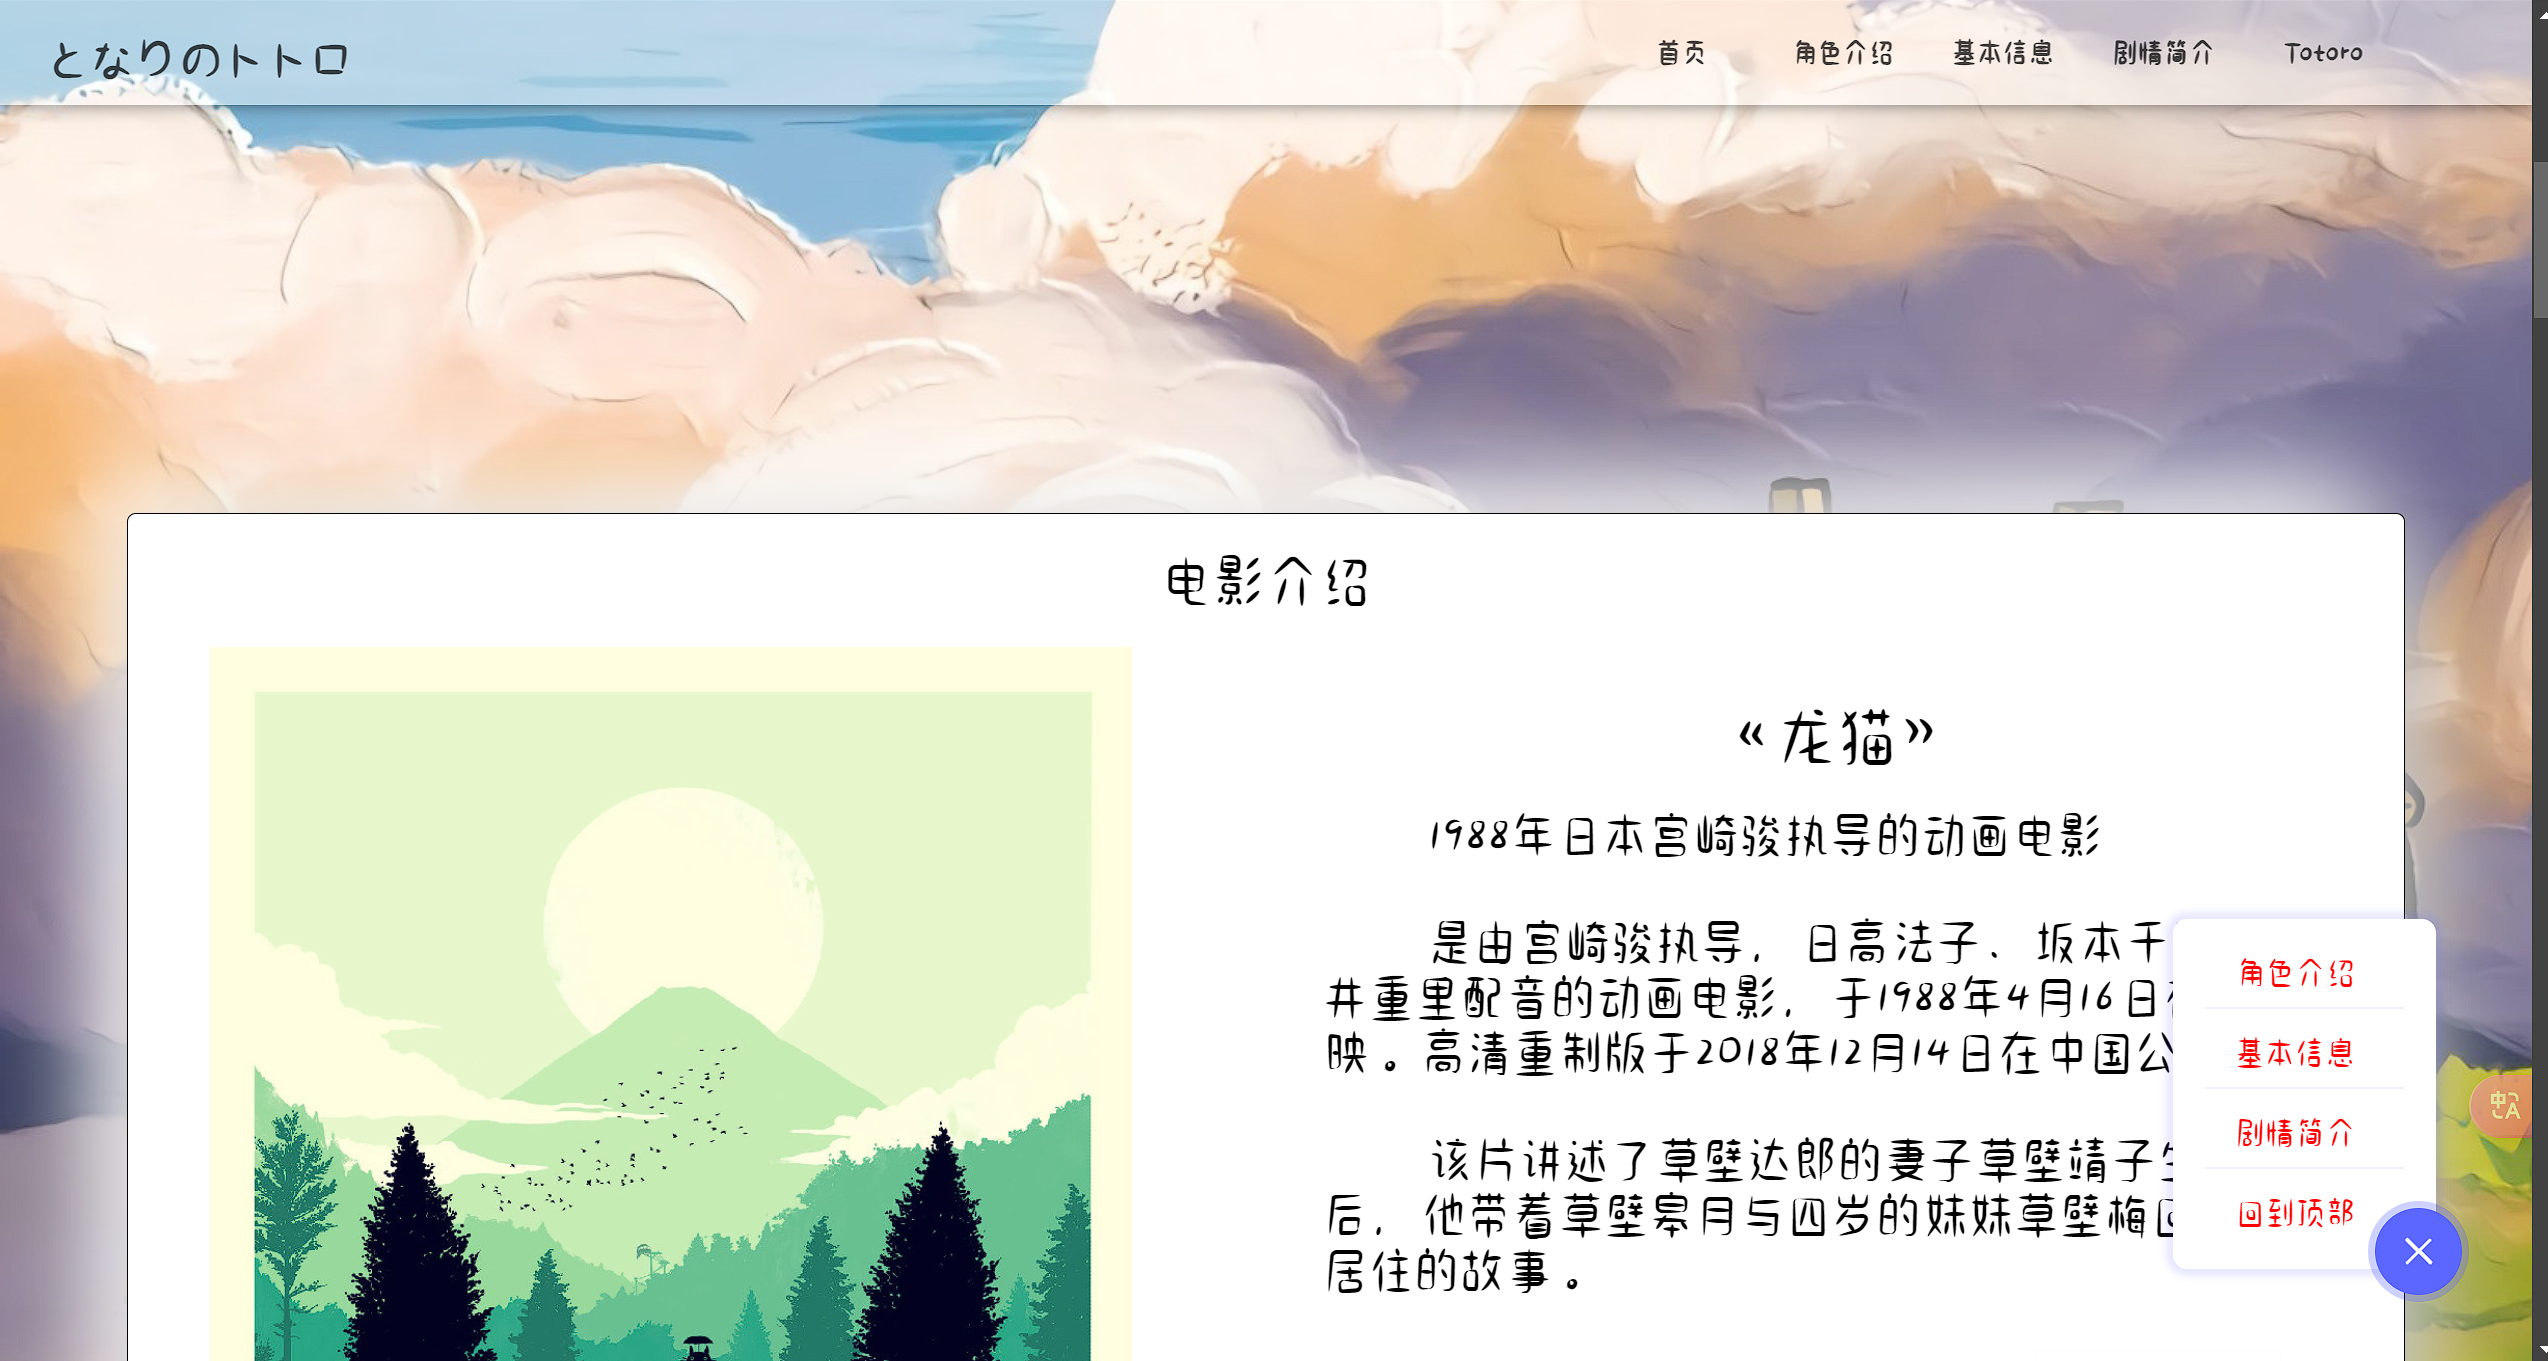 となりのトトロ
首页 角色介绍 基本信息 剧情简介 Totoro
电影介绍
《龙猫》
1988年日本宫崎骏执导的动画电影
是由宫崎骏执导，日高法子、坂本千
井重里配音的动画电影，于1988年4月16日
映。高清重制版于2018年12月14日在中国公
该片讲述了草壁达郎的妻子草壁靖子生
后，他带着草壁皋月与四岁的妹妹草壁梅
居住的故事。
角色介绍
基本信息
剧情简介
回到顶部
中A